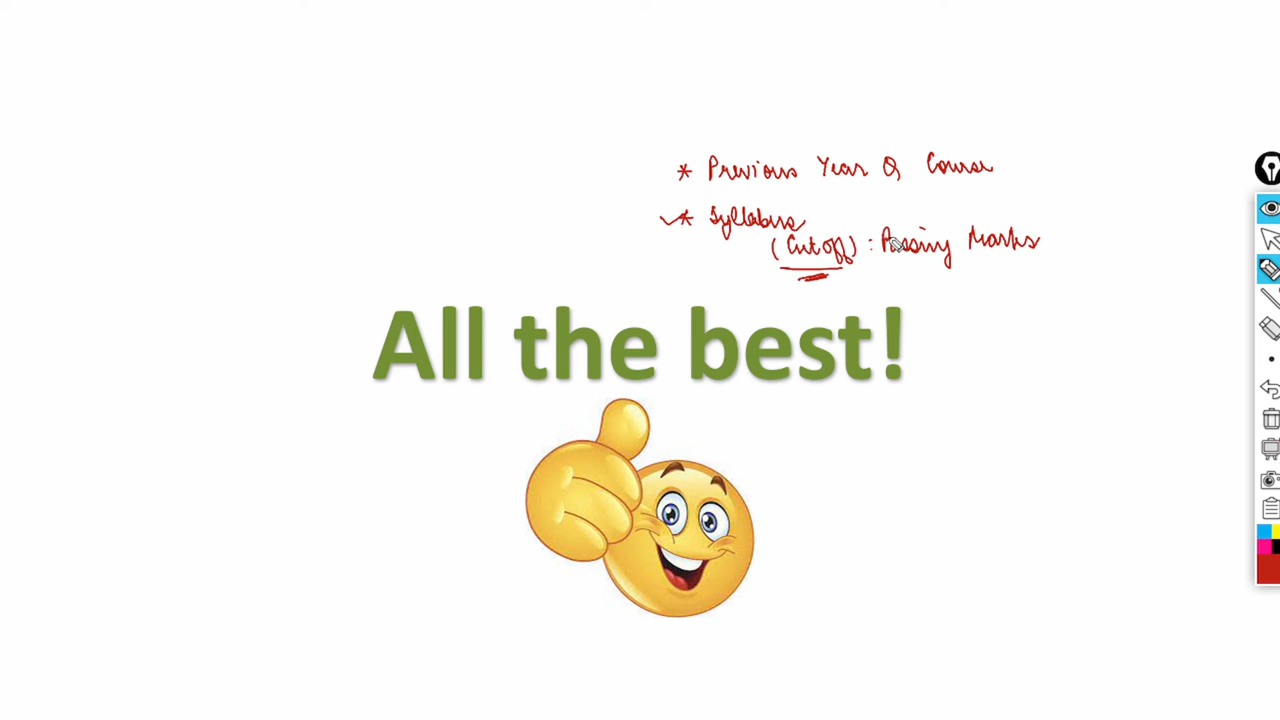 * Previous Year Q Course
* Syllabus
(Cutoff) : Passing Marks
All the best!